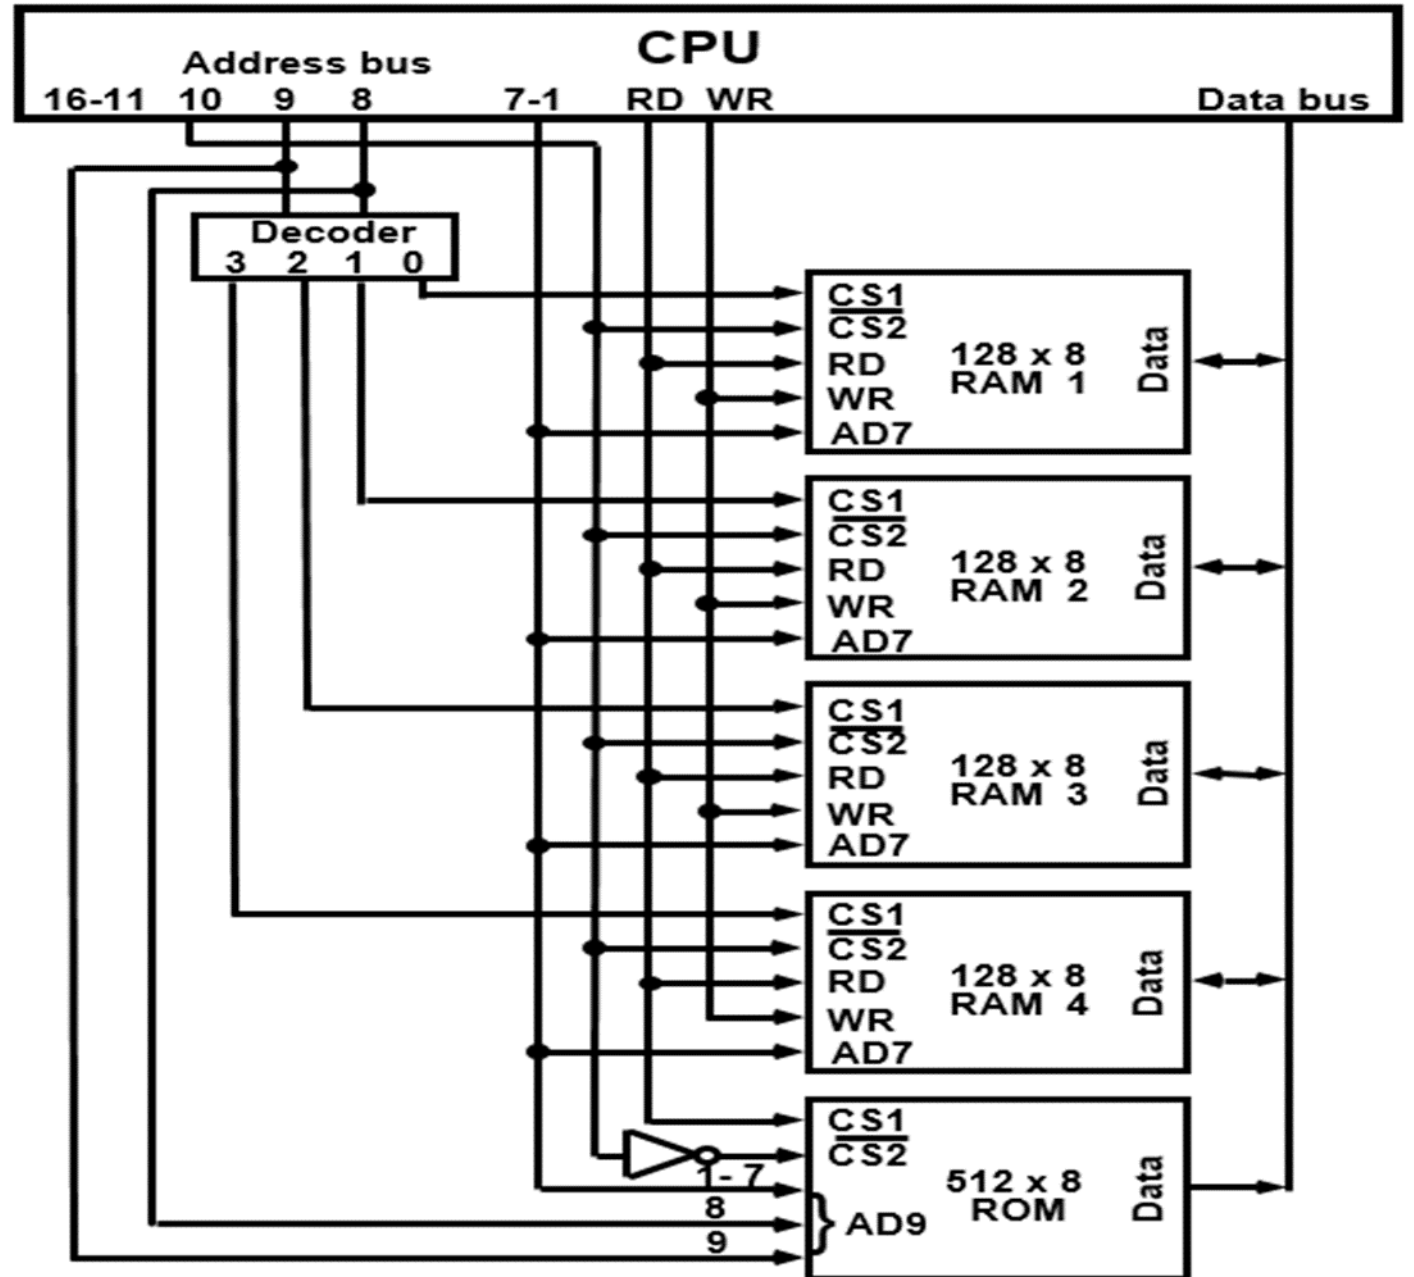 CPU
Address bus
16-11 10 9 8 7-1 RD WR Data bus
Decoder
3 2 1 0
CS1
CS2
RD
WR
AD7
128 x 8
RAM 1
Data
CS1
CS2
RD
WR
AD7
128 x 8
RAM 2
Data
CS1
CS2
RD
WR
AD7
128 x 8
RAM 3
Data
CS1
CS2
RD
WR
AD7
128 x 8
RAM 4
Data
CS1
CS2
1-7
8
9
} AD9
512 x 8
ROM
Data